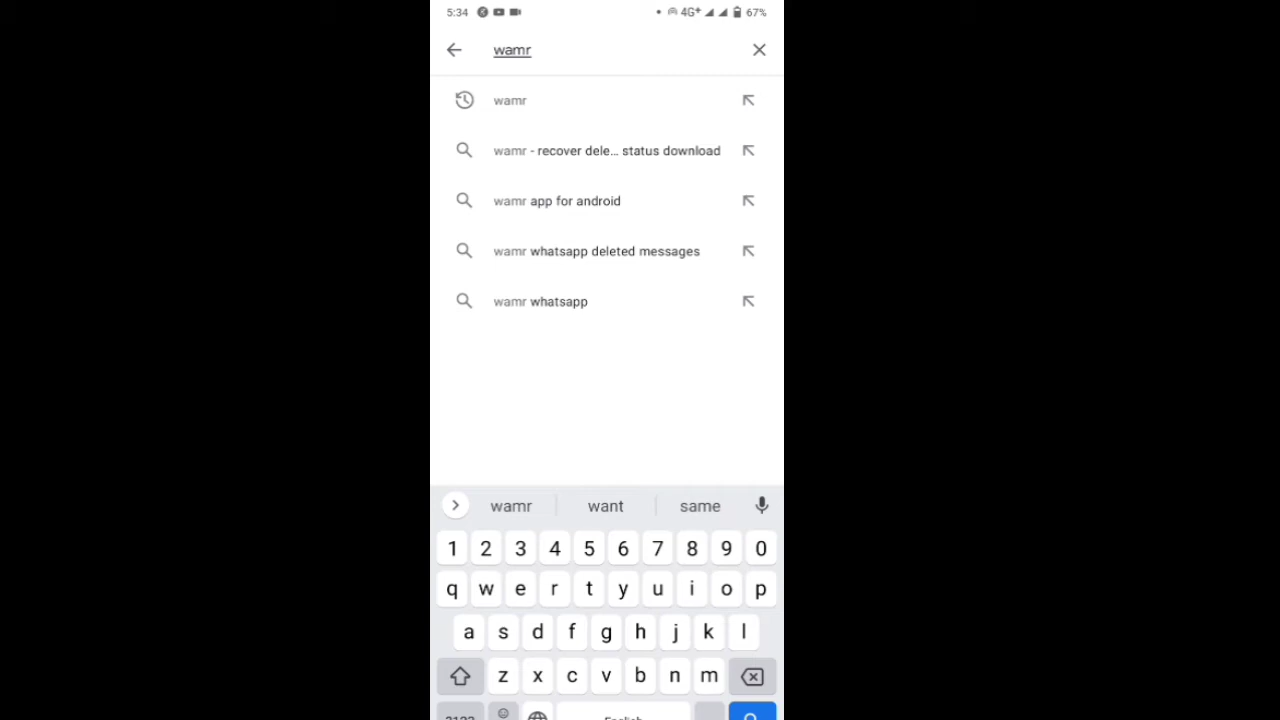 5:34 4G+ 67%
wamr
wamr
wamr - recover dele... status download
wamr app for android
wamr whatsapp deleted messages
wamr whatsapp
wamr want same
1 2 3 4 5 6 7 8 9 0
q w e r t y u i o p
a s d f g h j k l
z x c v b n m
English